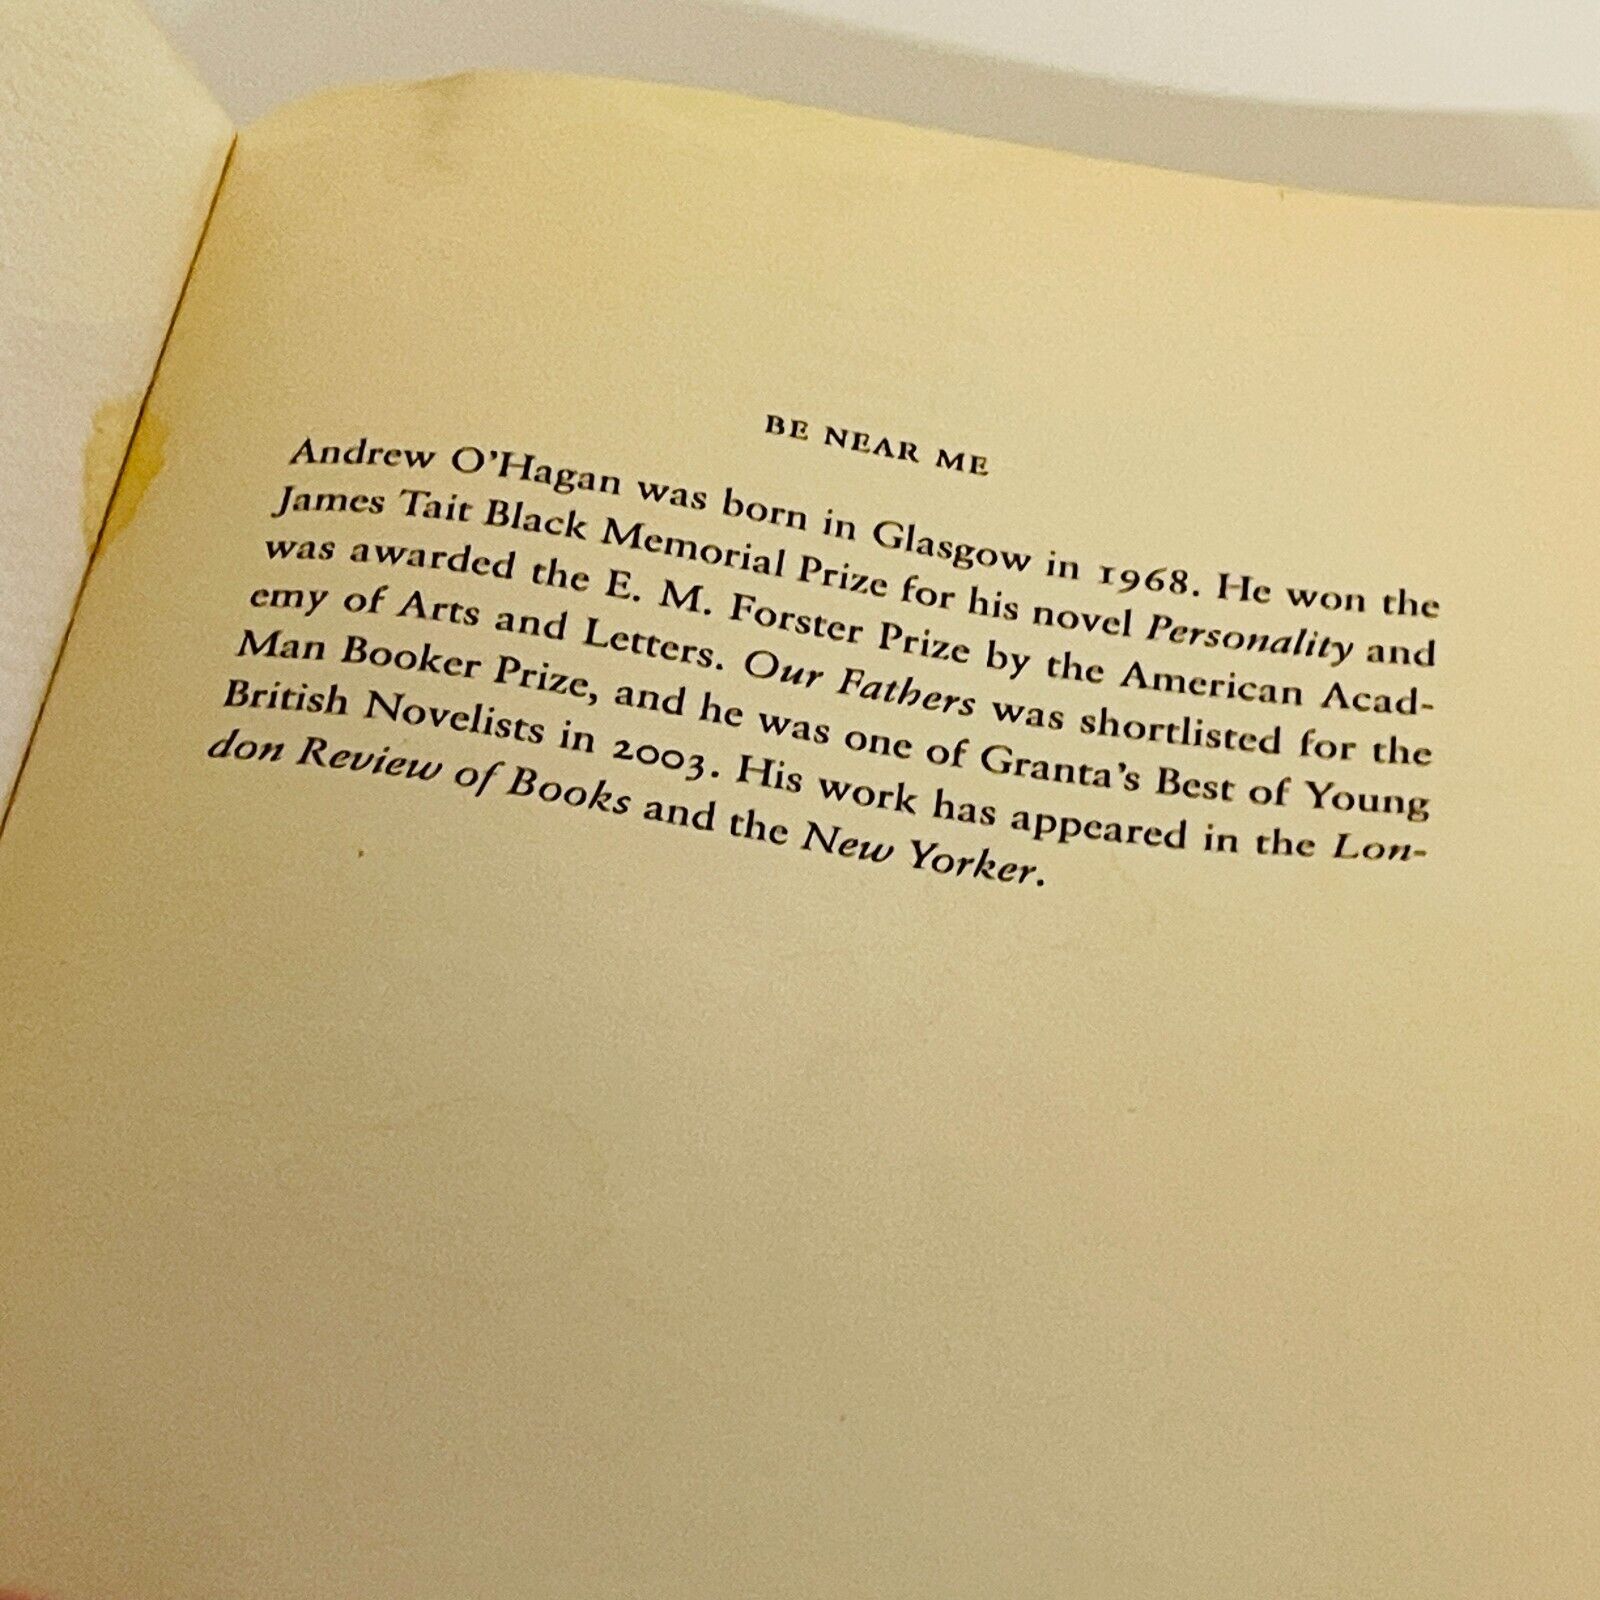 BE NEAR ME
Andrew O'Hagan was born in Glasgow in 1968. He won the
James Tait Black Memorial Prize for his novel Personality and
was awarded the E. M. Forster Prize by the American Acad-
emy of Arts and Letters. Our Fathers was shortlisted for the
Man Booker Prize, and he was one of Granta's Best of Young
British Novelists in 2003. His work has appeared in the Lon-
don Review of Books and the New Yorker.